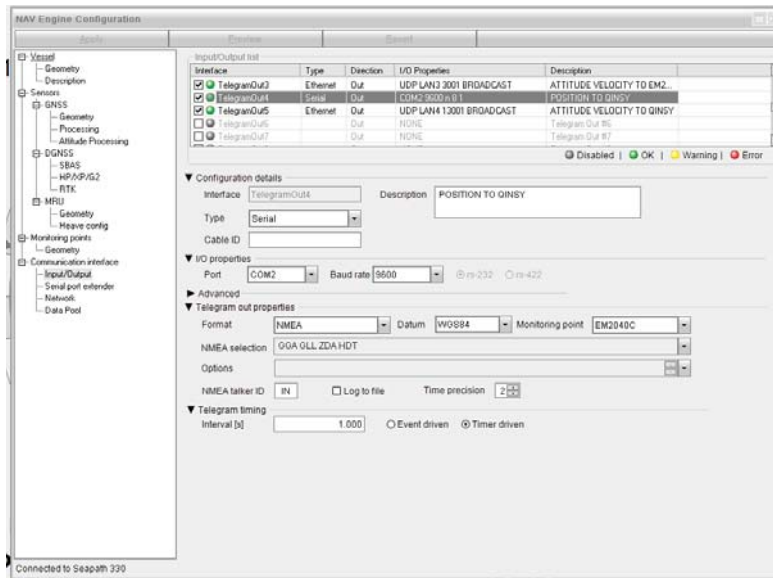 NAV Engine Configuration
Apply Preview Revert
Vessel
Geometry
Description
Sensors
GNSS
Geometry
Processing
Attitude Processing
DGNSS
SBAS
HP/XP/G2
RTK
MRU
Geometry
Heave config
Monitoring points
Geometry
Communication interface
Input/Output
Serial port extender
Network
Data Pool
Input/Output list
Interface Type Direction I/O Properties Description
TelegramOut3 Ethernet Out UDP LAN3 3001 BROADCAST ATTITUDE VELOCITY TO EM2...
TelegramOut4 Serial Out COM2 9600 n 8 1 POSITION TO QINSY
TelegramOut5 Ethernet Out UDP LAN4 13001 BROADCAST ATTITUDE VELOCITY TO QINSY
TelegramOut6 Out NONE Telegram Out #6
TelegramOut7 Out NONE Telegram Out #7
Disabled | OK | Warning | Error
Configuration details
Interface TelegramOut4 Description POSITION TO QINSY
Type Serial
Cable ID
I/O properties
Port COM2 Baud rate 9600 rs-232 rs-422
Advanced
Telegram out properties
Format NMEA Datum WGS84 Monitoring point EM2040C
NMEA selection GGA GLL ZDA HDT
Options
NMEA talker ID IN Log to file Time precision 2
Telegram timing
Interval [s] 1.000 Event driven Timer driven
Connected to Seapath 330